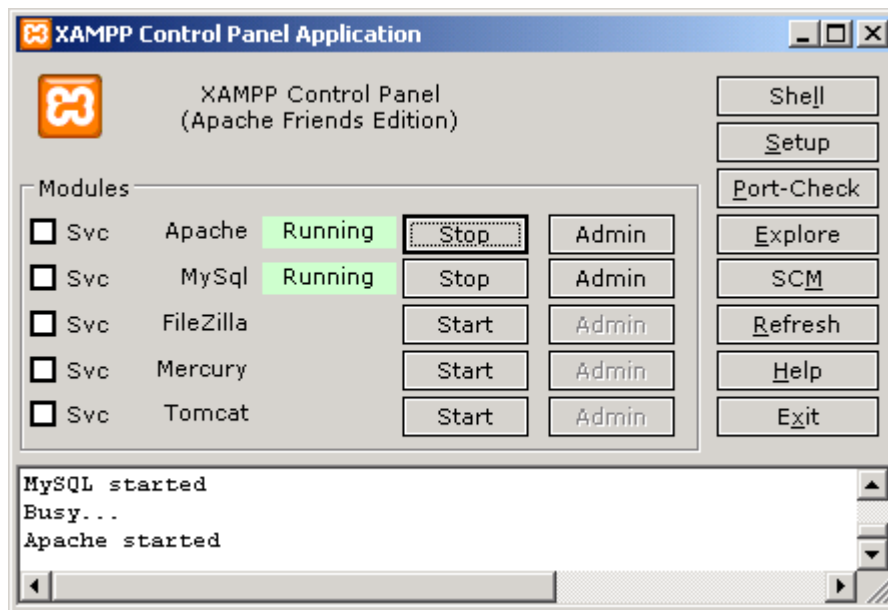 XAMPP Control Panel Application
XAMPP Control Panel
(Apache Friends Edition)
Shell
Setup
Port-Check
Explore
SCM
Refresh
Help
Exit
Modules
Svc Apache Running Stop Admin
Svc MySql Running Stop Admin
Svc FileZilla Start Admin
Svc Mercury Start Admin
Svc Tomcat Start Admin
MySQL started
Busy...
Apache started